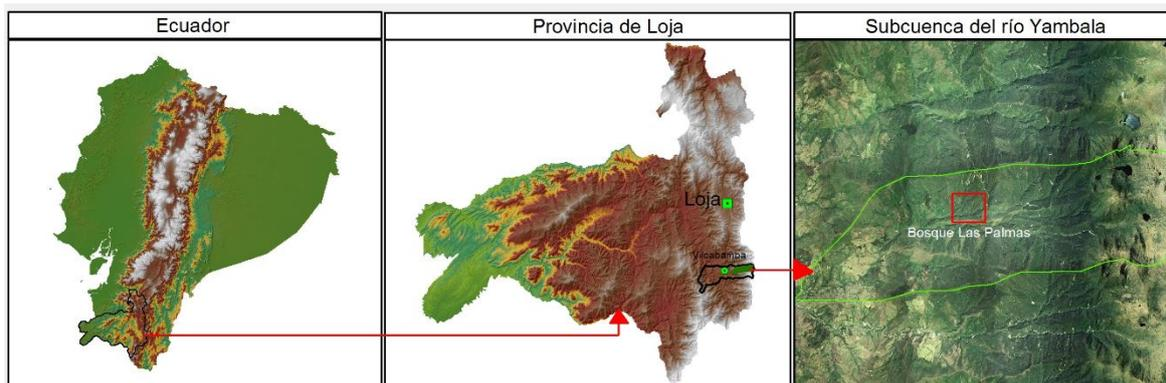 Ecuador
Provincia de Loja
Subcuenca del río Yambala
Loja
Vilcabamba
Bosque Las Palmas